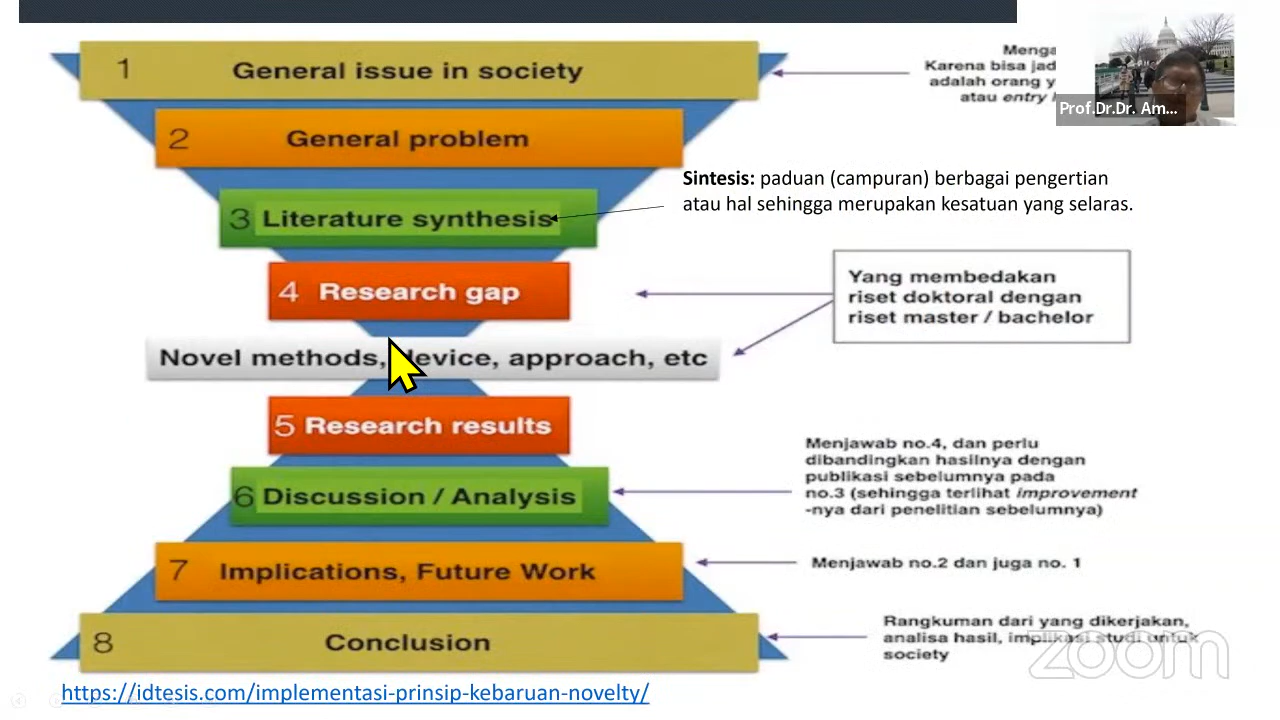 1 General issue in society
Karena bisa jad
adalah orang y
atau entry
Prof.Dr.Dr. Am...
2 General problem
Sintesis: paduan (campuran) berbagai pengertian
atau hal sehingga merupakan kesatuan yang selaras.
3 Literature synthesis
4 Research gap
Yang membedakan
riset doktoral dengan
riset master / bachelor
Novel methods, device, approach, etc
5 Research results
Menjawab no.4, dan perlu
dibandingkan hasilnya dengan
publikasi sebelumnya pada
no.3 (sehingga terlihat improvement
-nya dari penelitian sebelumnya)
6 Discussion / Analysis
7 Implications, Future Work
Menjawab no.2 dan juga no. 1
8 Conclusion
Rangkuman dari yang dikerjakan,
analisa hasil, implikasi studi untuk
society
zoom
https://idtesis.com/implementasi-prinsip-kebaruan-novelty/